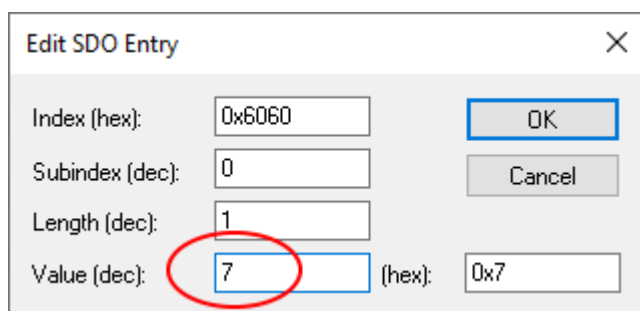 Edit SDO Entry
Index (hex): 0x6060 OK
Subindex (dec): 0 Cancel
Length (dec): 1
Value (dec): 7 (hex): 0x7